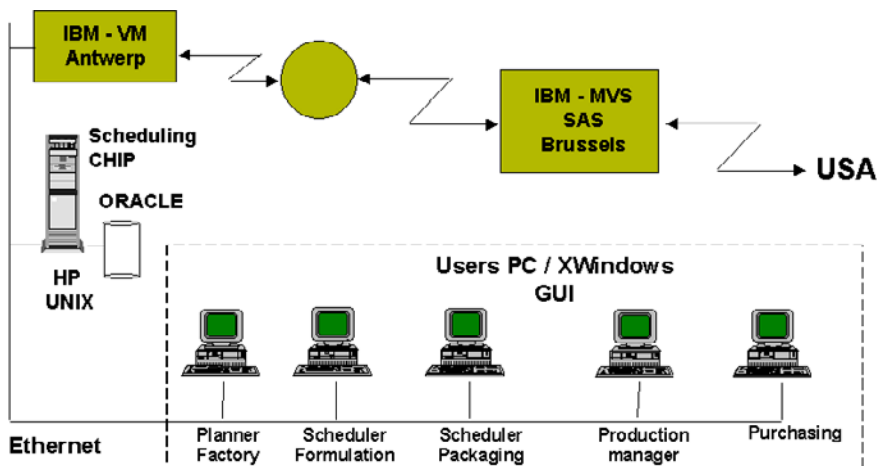 IBM - VM
Antwerp
IBM - MVS
SAS
Brussels
USA
Scheduling
CHIP
ORACLE
HP
UNIX
Users PC / XWindows
GUI
Ethernet
Planner
Factory
Scheduler
Formulation
Scheduler
Packaging
Production
manager
Purchasing